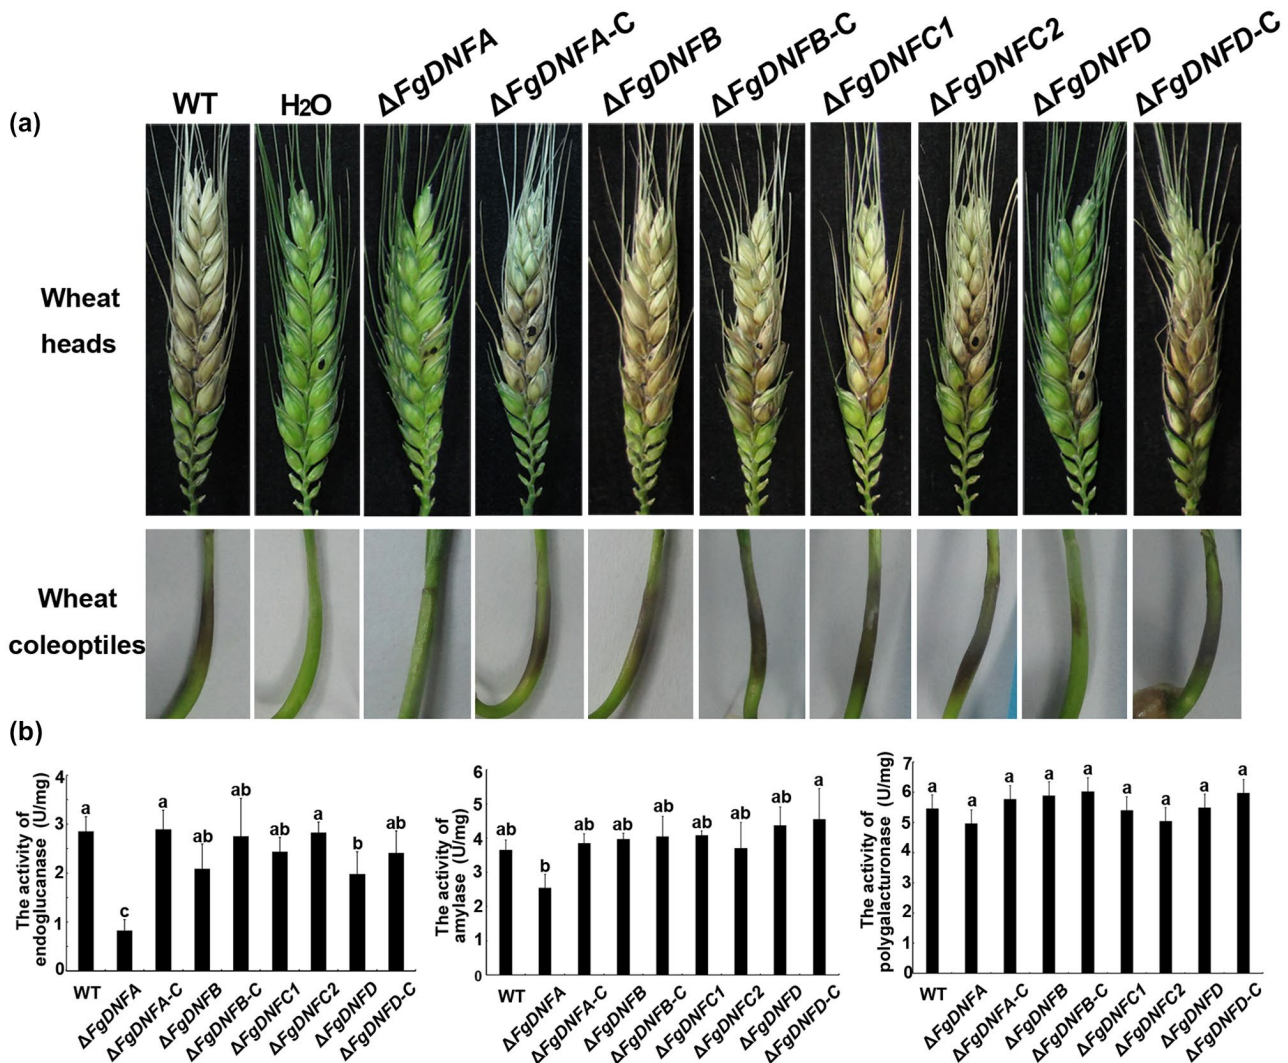 WT H2O ΔFgDNFA ΔFgDNFA-C ΔFgDNFB ΔFgDNFB-C ΔFgDNFC1 ΔFgDNFC2 ΔFgDNFD ΔFgDNFD-C
(a)
Wheat
heads
Wheat
coleoptiles
(b)
The activity of
endoglucanase (U/mg)
4
3
2
1
0
a c a ab ab ab a b ab
WT ΔFgDNFA ΔFgDNFA-C ΔFgDNFB ΔFgDNFB-C ΔFgDNFC1 ΔFgDNFC2 ΔFgDNFD ΔFgDNFD-C
The activity of
amylase (U/mg)
6
5
4
3
2
1
0
ab b ab ab ab ab ab ab a
WT ΔFgDNFA ΔFgDNFA-C ΔFgDNFB ΔFgDNFB-C ΔFgDNFC1 ΔFgDNFC2 ΔFgDNFD ΔFgDNFD-C
The activity of
polygalacturonase (U/mg)
7
6
5
4
3
2
1
0
a a a a a a a a a
WT ΔFgDNFA ΔFgDNFA-C ΔFgDNFB ΔFgDNFB-C ΔFgDNFC1 ΔFgDNFC2 ΔFgDNFD ΔFgDNFD-C